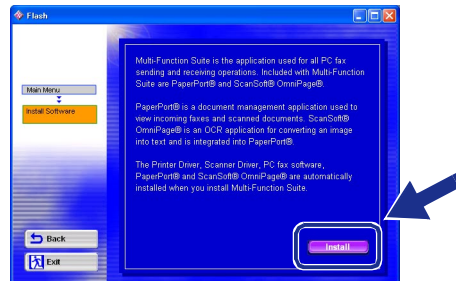 Flash
Main Menu
Install Software
Multi-Function Suite is the application used for all PC fax
sending and receiving operations. Included with Multi-Function
Suite are PaperPort® and ScanSoft® OmniPage®.
PaperPort® is a document management application used to
view incoming faxes and scanned documents. ScanSoft®
OmniPage® is an OCR application for converting an image
into text and is integrated into PaperPort®.
The Printer Driver, Scanner Driver, PC fax software,
PaperPort® and ScanSoft® OmniPage® are automatically
installed when you install Multi-Function Suite.
Install
Back
Exit